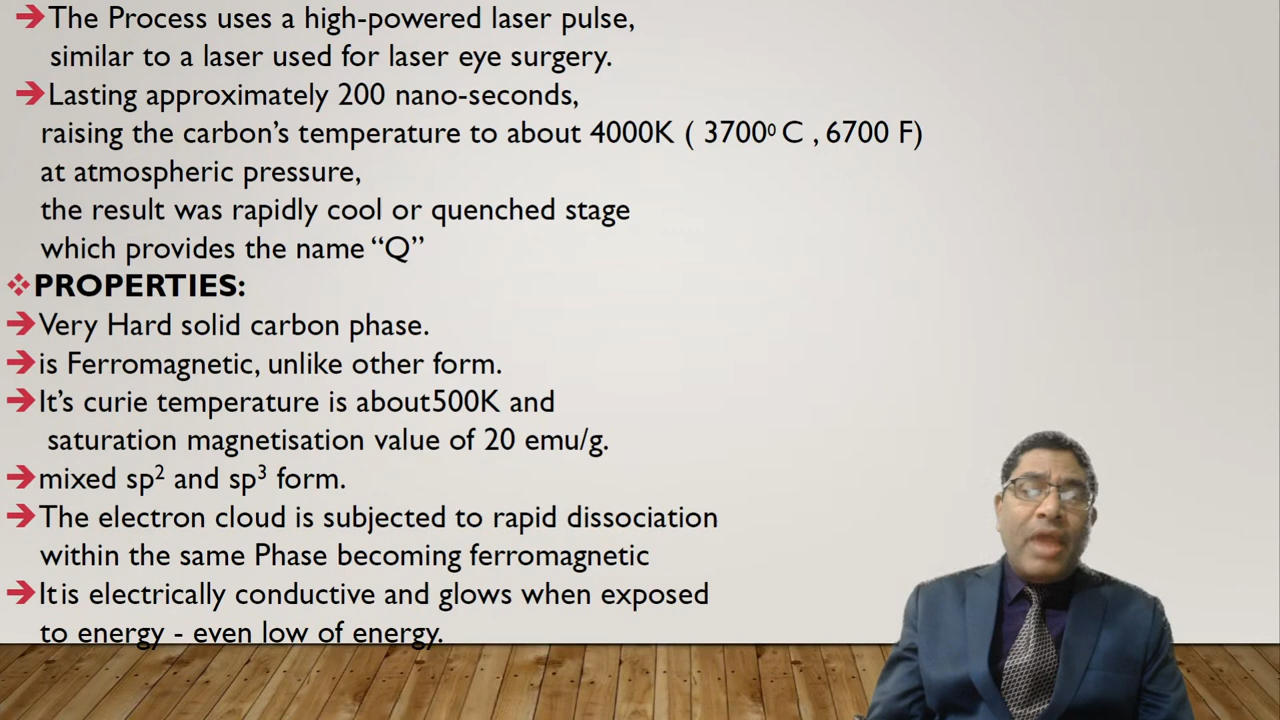 The Process uses a high-powered laser pulse,
similar to a laser used for laser eye surgery.
Lasting approximately 200 nano-seconds,
raising the carbon’s temperature to about 4000K ( 3700⁰ C , 6700 F)
at atmospheric pressure,
the result was rapidly cool or quenched stage
which provides the name “Q”
PROPERTIES:
Very Hard solid carbon phase.
is Ferromagnetic, unlike other form.
It’s curie temperature is about500K and
saturation magnetisation value of 20 emu/g.
mixed sp² and sp³ form.
The electron cloud is subjected to rapid dissociation
within the same Phase becoming ferromagnetic
It is electrically conductive and glows when exposed
to energy - even low of energy.